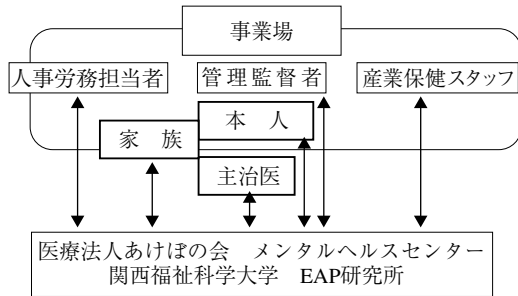 事業場
人事労務担当者
管理監督者
産業保健スタッフ
本　人
家　族
主治医
医療法人あけぼの会　メンタルヘルスセンター
関西福祉科学大学　EAP研究所